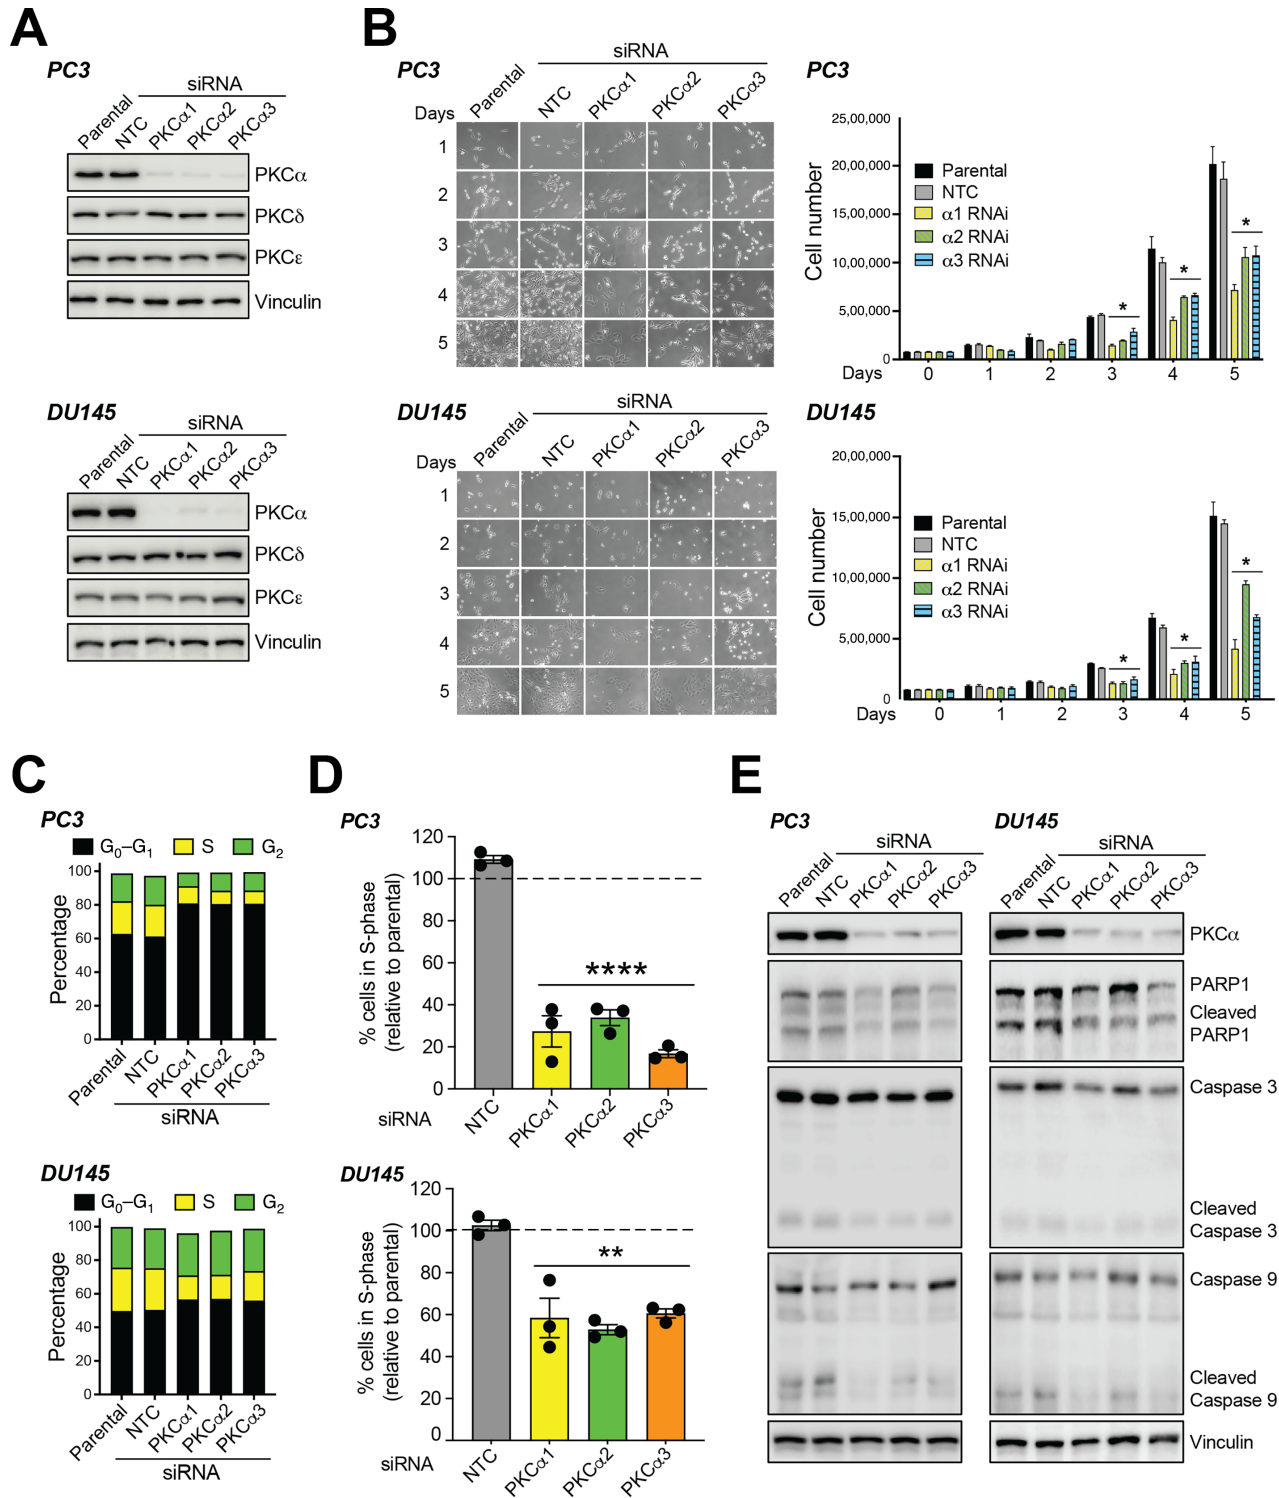 A
PC3
siRNA
Parental
NTC
PKCα1
PKCα2
PKCα3
PKCα
PKCδ
PKCε
Vinculin
DU145
siRNA
Parental
NTC
PKCα1
PKCα2
PKCα3
PKCα
PKCδ
PKCε
Vinculin
B
PC3
siRNA
Parental
NTC
PKCα1
PKCα2
PKCα3
Days
1
2
3
4
5
PC3
Cell number
25,00,000
20,00,000
15,00,000
10,00,000
5,00,000
0
Parental
NTC
α1 RNAi
α2 RNAi
α3 RNAi
* * *
Days 0 1 2 3 4 5
DU145
siRNA
Parental
NTC
PKCα1
PKCα2
PKCα3
Days
1
2
3
4
5
DU145
Cell number
20,00,000
15,00,000
10,00,000
5,00,000
0
Parental
NTC
α1 RNAi
α2 RNAi
α3 RNAi
* * *
Days 0 1 2 3 4 5
C
PC3
G0–G1 S G2
Percentage
100
80
60
40
20
0
Parental
NTC
PKCα1
PKCα2
PKCα3
siRNA
DU145
G0–G1 S G2
Percentage
100
80
60
40
20
0
Parental
NTC
PKCα1
PKCα2
PKCα3
siRNA
D
PC3
% cells in S-phase
(relative to parental)
120
100
80
60
40
20
0
****
siRNA
NTC
PKCα1
PKCα2
PKCα3
DU145
% cells in S-phase
(relative to parental)
120
100
80
60
40
20
0
**
siRNA
NTC
PKCα1
PKCα2
PKCα3
E
PC3
siRNA
Parental
NTC
PKCα1
PKCα2
PKCα3
DU145
siRNA
Parental
NTC
PKCα1
PKCα2
PKCα3
PKCα
PARP1
Cleaved
PARP1
Caspase 3
Cleaved
Caspase 3
Caspase 9
Cleaved
Caspase 9
Vinculin